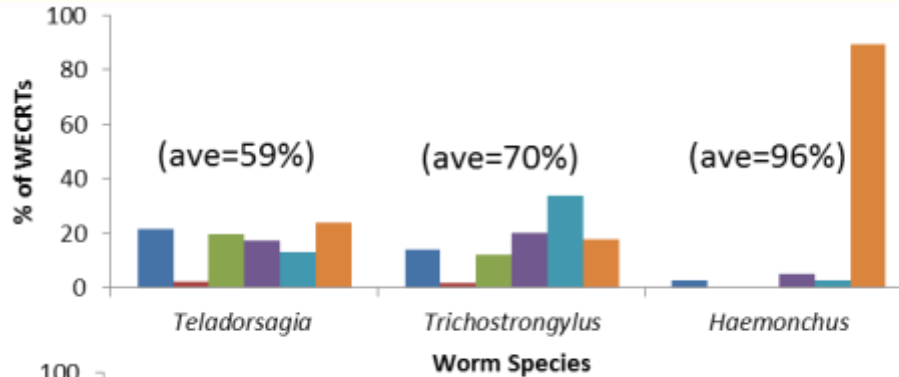 100
80
60
40
20
0
% of WECRTs
(ave=59%) (ave=70%) (ave=96%)
Teladorsagia Trichostrongylus Haemonchus
Worm Species
100